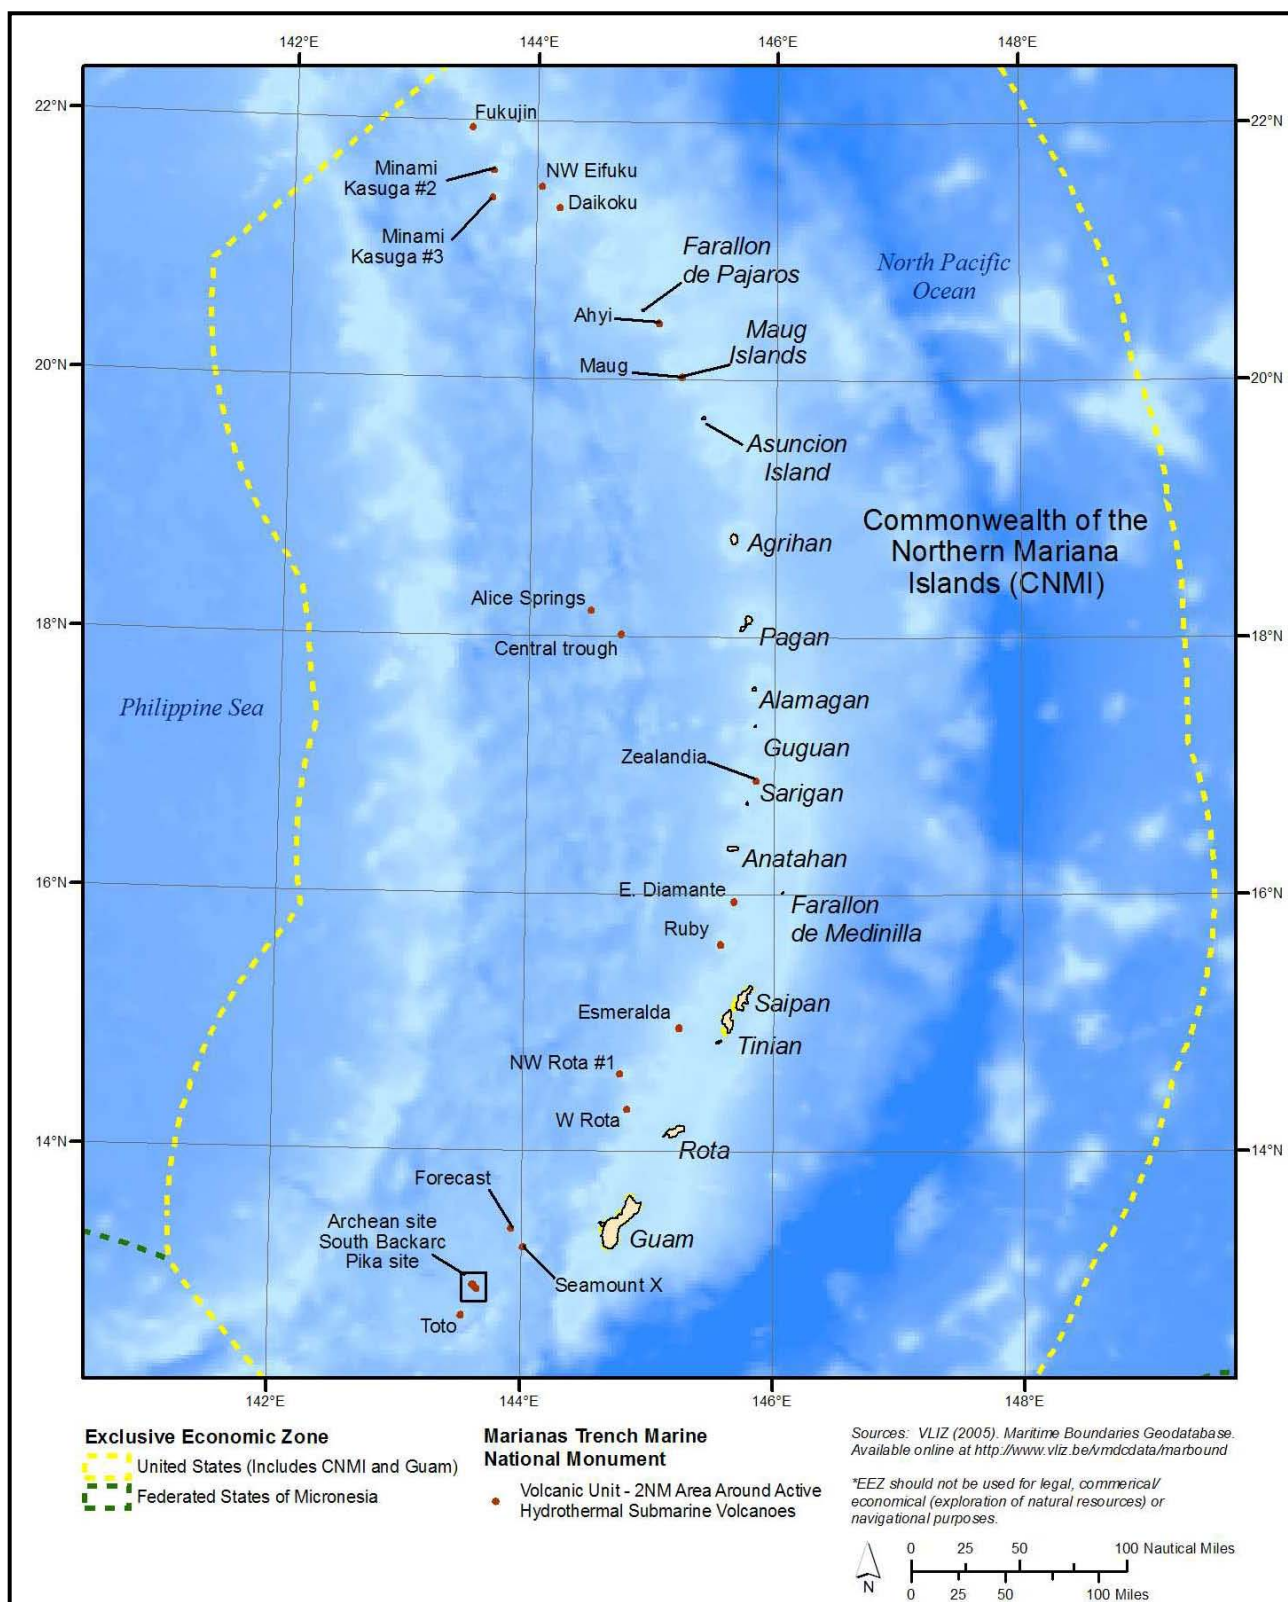 142°E
144°E
146°E
148°E
22°N
22°N
Fukujin
Minami
Kasuga #2
NW Eifuku
Daikoku
Minami
Kasuga #3
Farallon
de Pajaros
North Pacific
Ocean
Ahyi
Maug
Islands
Maug
20°N
20°N
Asuncion
Island
Commonwealth of the
Northern Mariana
Islands (CNMI)
Agrihan
Alice Springs
18°N
18°N
Pagan
Central trough
Philippine Sea
Alamagan
Guguan
Zealandia
Sarigan
Anatahan
16°N
16°N
E. Diamante
Farallon
de Medinilla
Ruby
Saipan
Esmeralda
Tinian
NW Rota #1
W Rota
14°N
14°N
Rota
Forecast
Archean site
South Backarc
Pika site
Guam
Seamount X
Toto
142°E
144°E
146°E
148°E
Exclusive Economic Zone
United States (Includes CNMI and Guam)
Federated States of Micronesia
Marianas Trench Marine
National Monument
Volcanic Unit - 2NM Area Around Active
Hydrothermal Submarine Volcanoes
Sources: VLIZ (2005). Maritime Boundaries Geodatabase.
Available online at http://www.vliz.be/vmdcdata/marbound
*EEZ should not be used for legal, commerical/
economical (exploration of natural resources) or
navigational purposes.
N
0 25 50 100 Nautical Miles
0 25 50 100 Miles